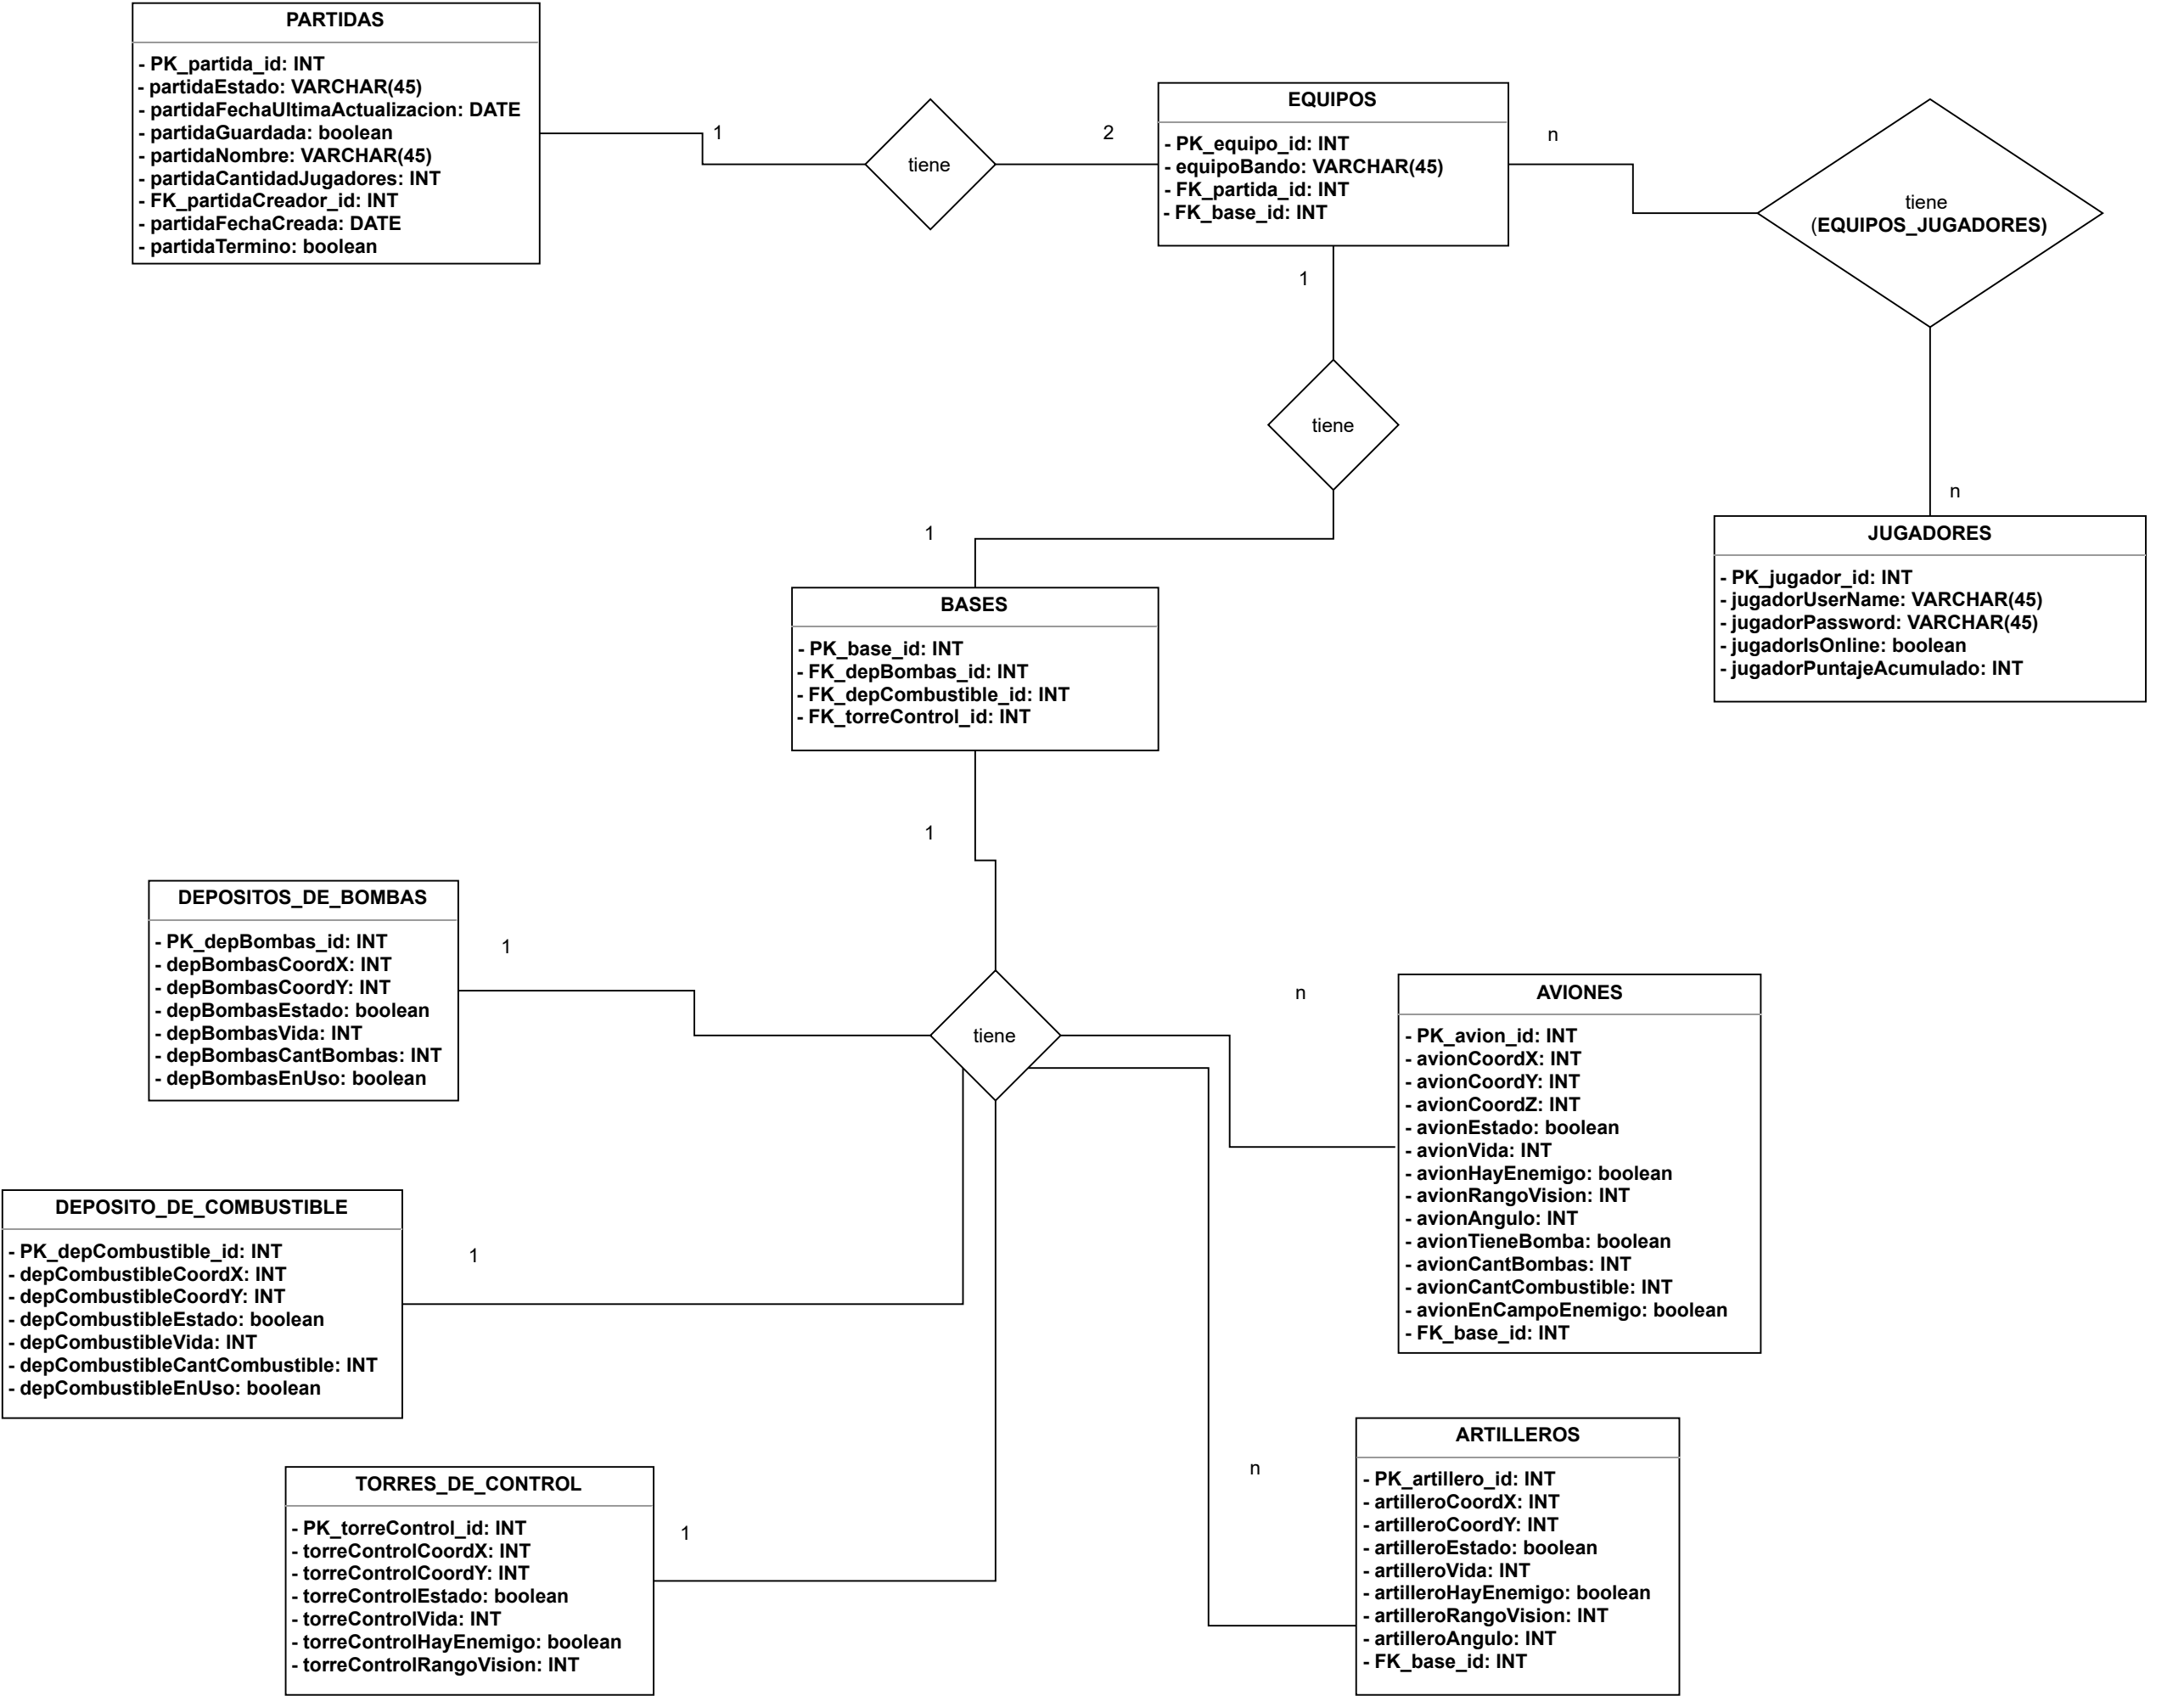 PARTIDAS
- PK_partida_id: INT
- partidaEstado: VARCHAR(45)
- partidaFechaUltimaActualizacion: DATE
- partidaGuardada: boolean
- partidaNombre: VARCHAR(45)
- partidaCantidadJugadores: INT
- FK_partidaCreador_id: INT
- partidaFechaCreada: DATE
- partidaTermino: boolean
1
tiene
2
EQUIPOS
- PK_equipo_id: INT
- equipoBando: VARCHAR(45)
- FK_partida_id: INT
- FK_base_id: INT
n
tiene
(EQUIPOS_JUGADORES)
n
JUGADORES
- PK_jugador_id: INT
- jugadorUserName: VARCHAR(45)
- jugadorPassword: VARCHAR(45)
- jugadorIsOnline: boolean
- jugadorPuntajeAcumulado: INT
1
tiene
1
BASES
- PK_base_id: INT
- FK_depBombas_id: INT
- FK_depCombustible_id: INT
- FK_torreControl_id: INT
1
tiene
DEPOSITOS_DE_BOMBAS
- PK_depBombas_id: INT
- depBombasCoordX: INT
- depBombasCoordY: INT
- depBombasEstado: boolean
- depBombasVida: INT
- depBombasCantBombas: INT
- depBombasEnUso: boolean
1
DEPOSITO_DE_COMBUSTIBLE
- PK_depCombustible_id: INT
- depCombustibleCoordX: INT
- depCombustibleCoordY: INT
- depCombustibleEstado: boolean
- depCombustibleVida: INT
- depCombustibleCantCombustible: INT
- depCombustibleEnUso: boolean
1
TORRES_DE_CONTROL
- PK_torreControl_id: INT
- torreControlCoordX: INT
- torreControlCoordY: INT
- torreControlEstado: boolean
- torreControlVida: INT
- torreControlHayEnemigo: boolean
- torreControlRangoVision: INT
1
n
AVIONES
- PK_avion_id: INT
- avionCoordX: INT
- avionCoordY: INT
- avionCoordZ: INT
- avionEstado: boolean
- avionVida: INT
- avionHayEnemigo: boolean
- avionRangoVision: INT
- avionAngulo: INT
- avionTieneBomba: boolean
- avionCantBombas: INT
- avionCantCombustible: INT
- avionEnCampoEnemigo: boolean
- FK_base_id: INT
n
ARTILLEROS
- PK_artillero_id: INT
- artilleroCoordX: INT
- artilleroCoordY: INT
- artilleroEstado: boolean
- artilleroVida: INT
- artilleroHayEnemigo: boolean
- artilleroRangoVision: INT
- artilleroAngulo: INT
- FK_base_id: INT